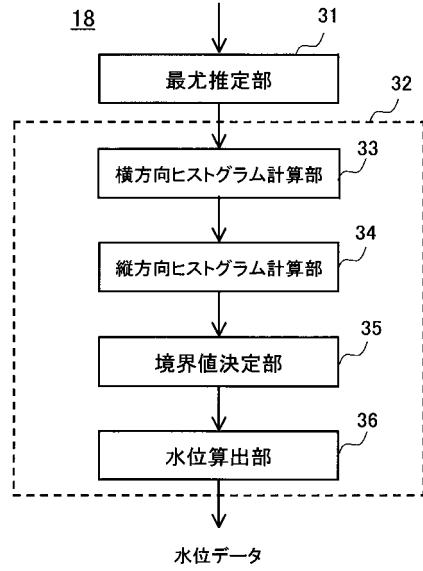 18
31
最尤推定部
32
33
横方向ヒストグラム計算部
34
縦方向ヒストグラム計算部
35
境界値決定部
36
水位算出部
水位データ